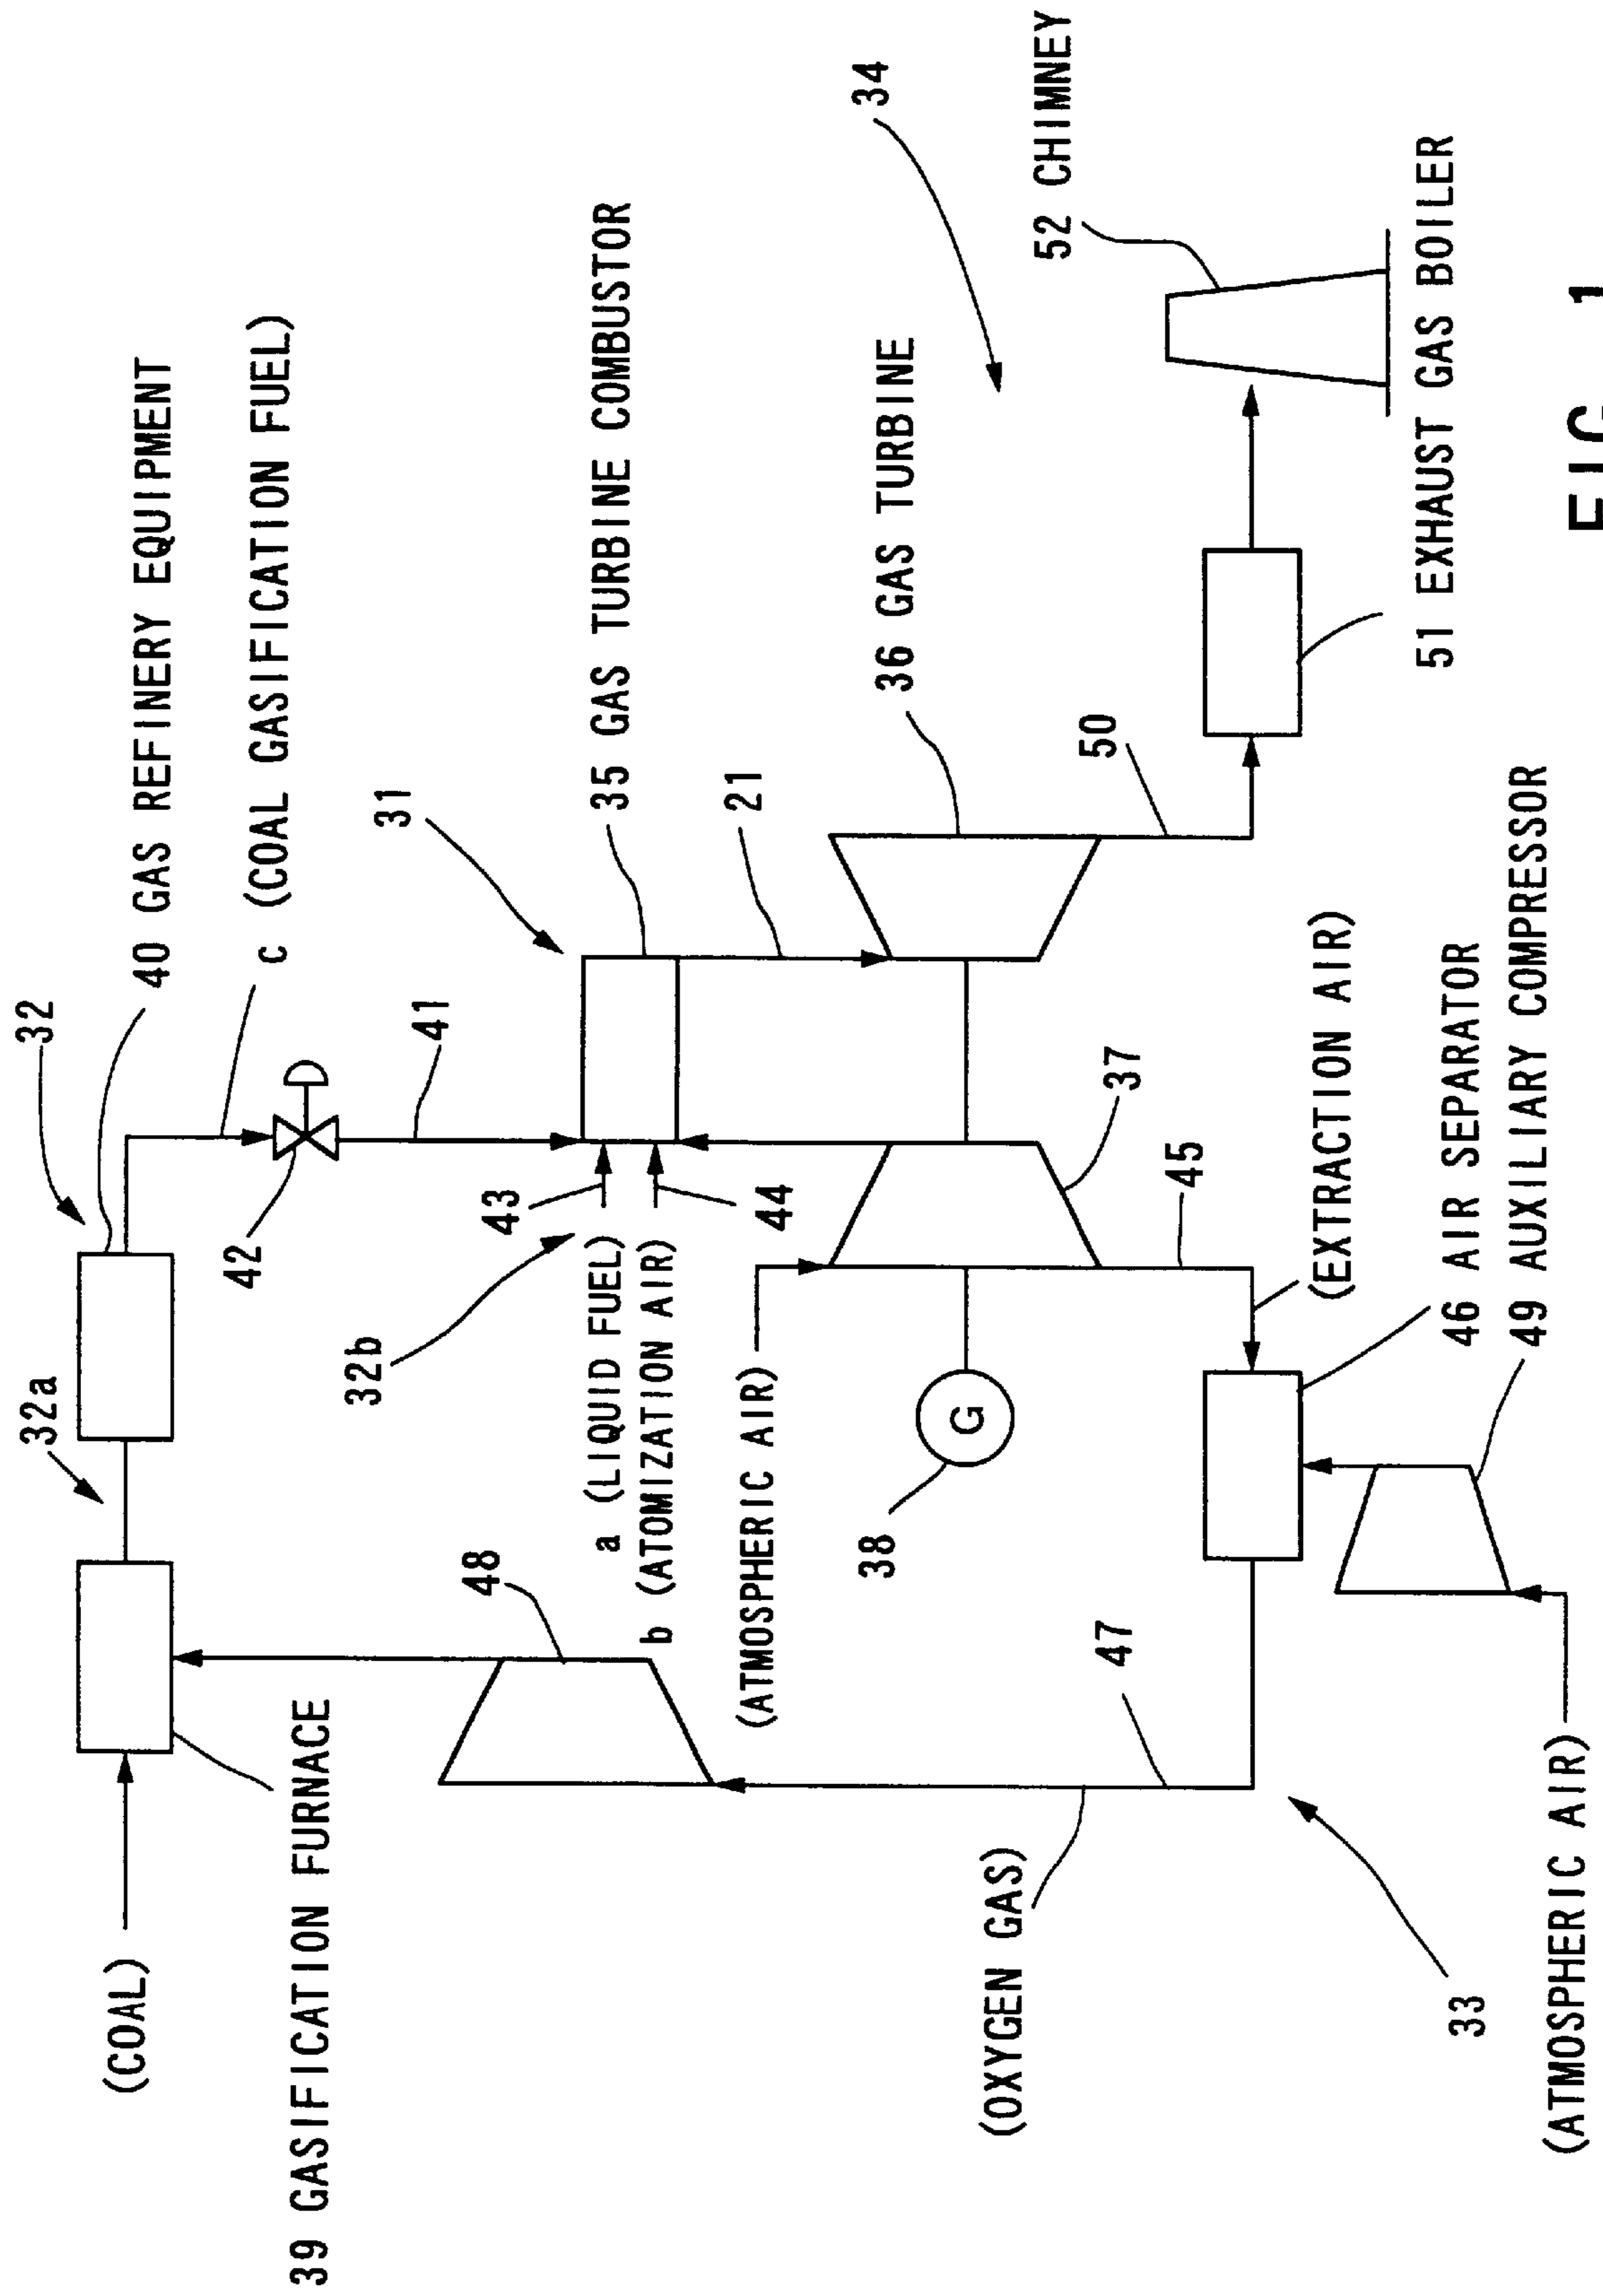 32
40 GAS REFINERY EQUIPMENT
32a
c (COAL GASIFICATION FUEL)
(COAL)
42
39 GASIFICATION FURNACE
41
31
32b
43
35 GAS TURBINE COMBUSTOR
48
a (LIQUID FUEL)
b (ATOMIZATION AIR)
44
21
(ATMOSPHERIC AIR)
34
36 GAS TURBINE
38
G
37
52 CHIMNEY
50
(OXYGEN GAS)
47
45
(EXTRACTION AIR)
51 EXHAUST GAS BOILER
46 AIR SEPARATOR
33
49 AUXILIARY COMPRESSOR
(ATMOSPHERIC AIR)
FIG. 1